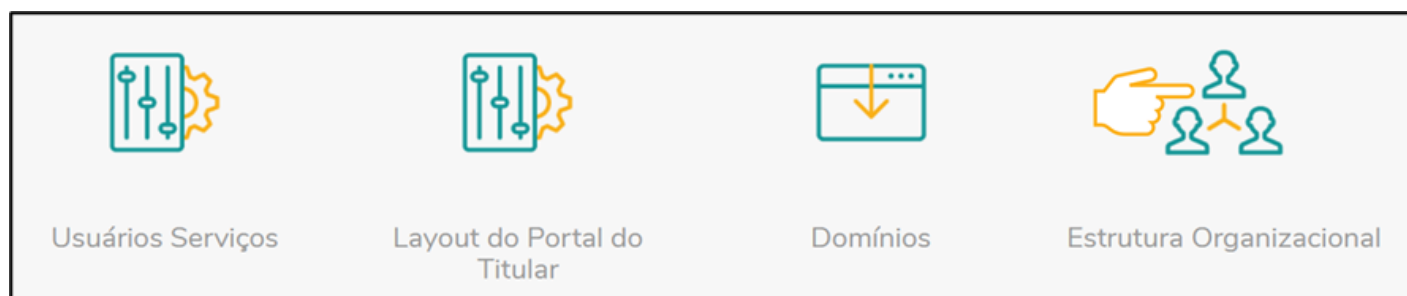 Usuários Serviços
Layout do Portal do
Titular
Domínios
Estrutura Organizacional